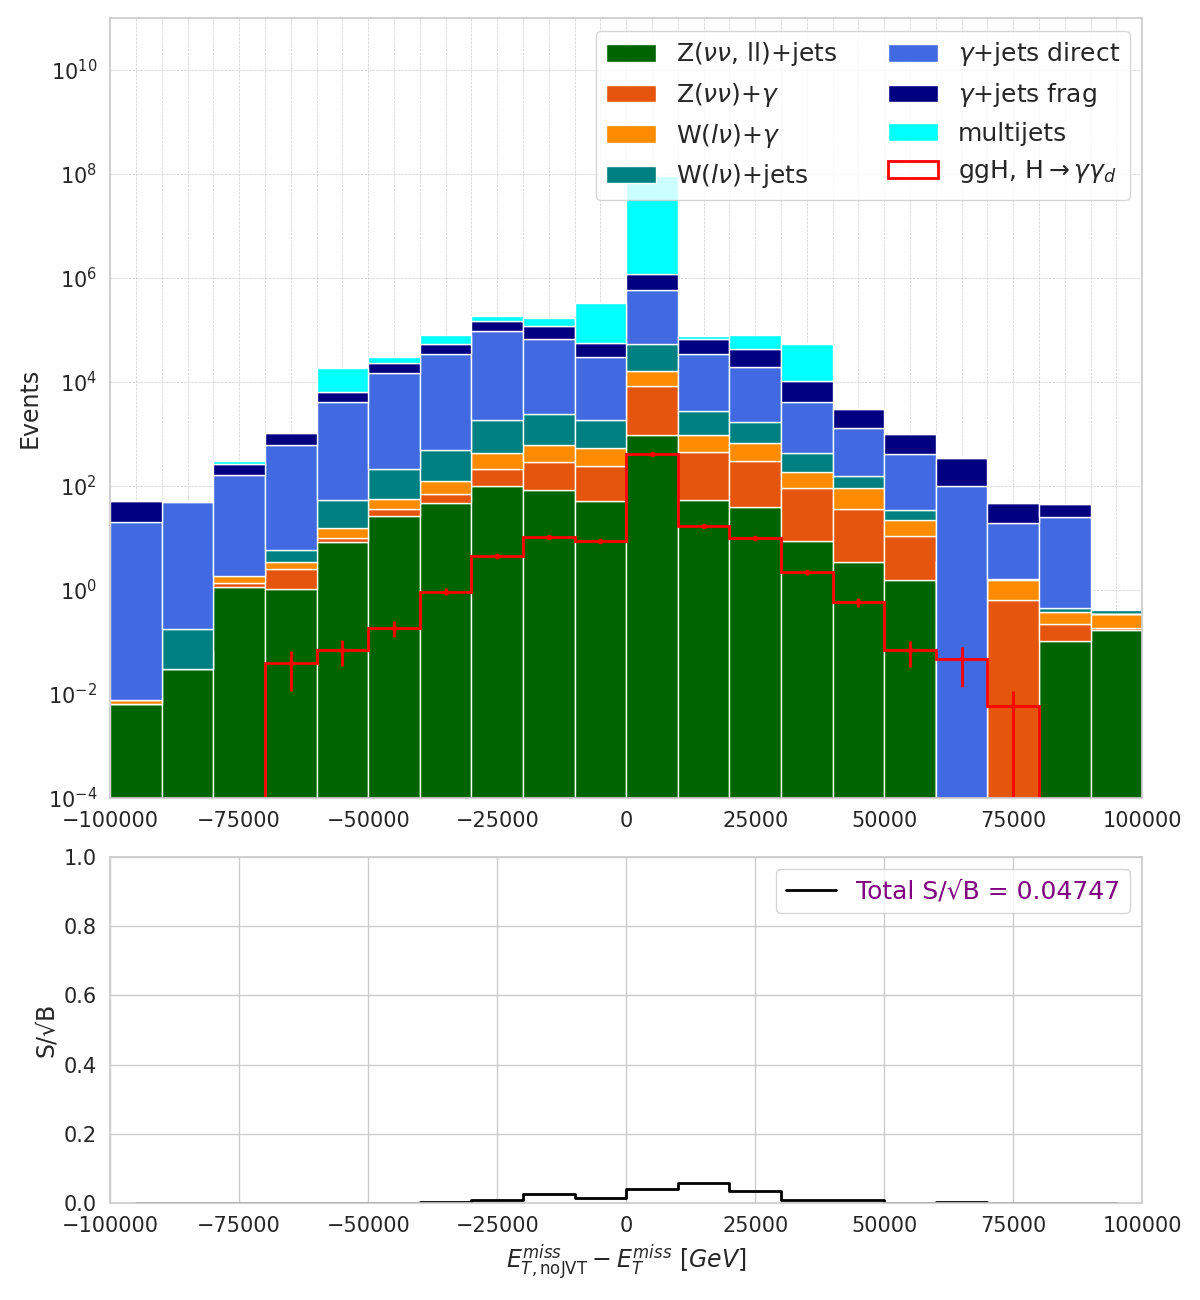 Z(νν, ll)+jets
Z(νν)+γ
W(lν)+γ
W(lν)+jets
γ+jets direct
γ+jets frag
multijets
ggH, H→γγ_d
Events
10^10
10^8
10^6
10^4
10^2
10^0
10^−2
10^−4
−100000 −75000 −50000 −25000 0 25000 50000 75000 100000
Total S/√B = 0.04747
S/√B
1.0
0.8
0.6
0.4
0.2
0.0
−100000 −75000 −50000 −25000 0 25000 50000 75000 100000
E_{T, noJVT}^{miss} − E_T^{miss} [GeV]